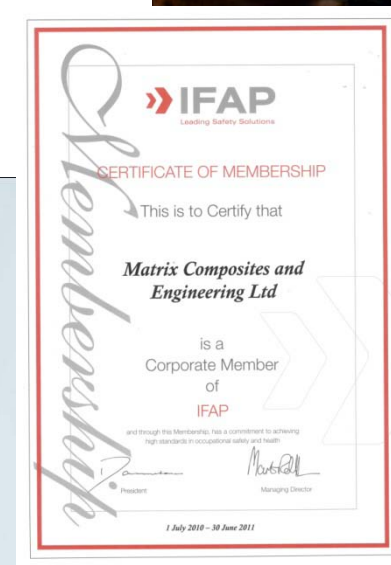 Membership
IFAP
Leading Safety Solutions
CERTIFICATE OF MEMBERSHIP
This is to Certify that
Matrix Composites and
Engineering Ltd
is a
Corporate Member
of
IFAP
and through this Membership, has a commitment to achieving
high standards in occupational safety and health
President
Managing Director
1 July 2010 – 30 June 2011